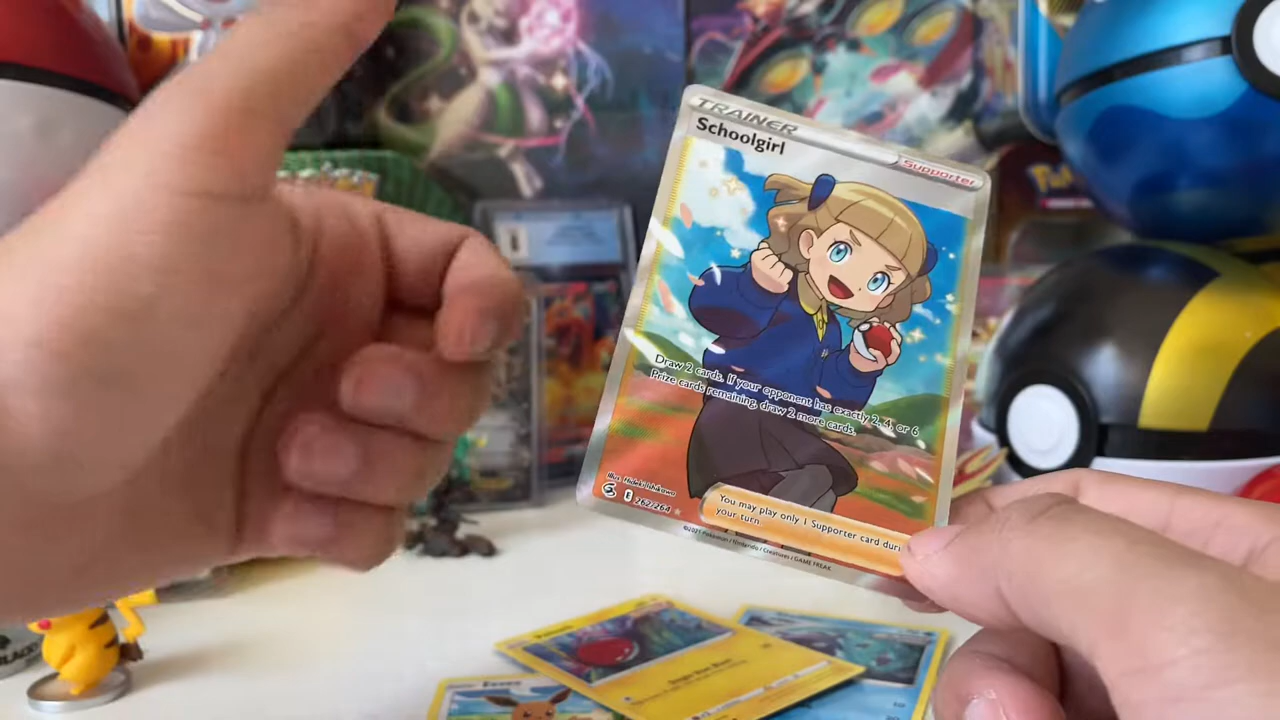 TRAINER
Schoolgirl
Supporter
Draw 2 cards. If your opponent has exactly 2, 4, or 6
Prize cards remaining, draw 2 more cards.
Illus. Hideki Ishikawa
F 262/264
You may play only 1 Supporter card duri
your turn.
©2021 Pokémon / Nintendo / Creatures / GAME FREAK